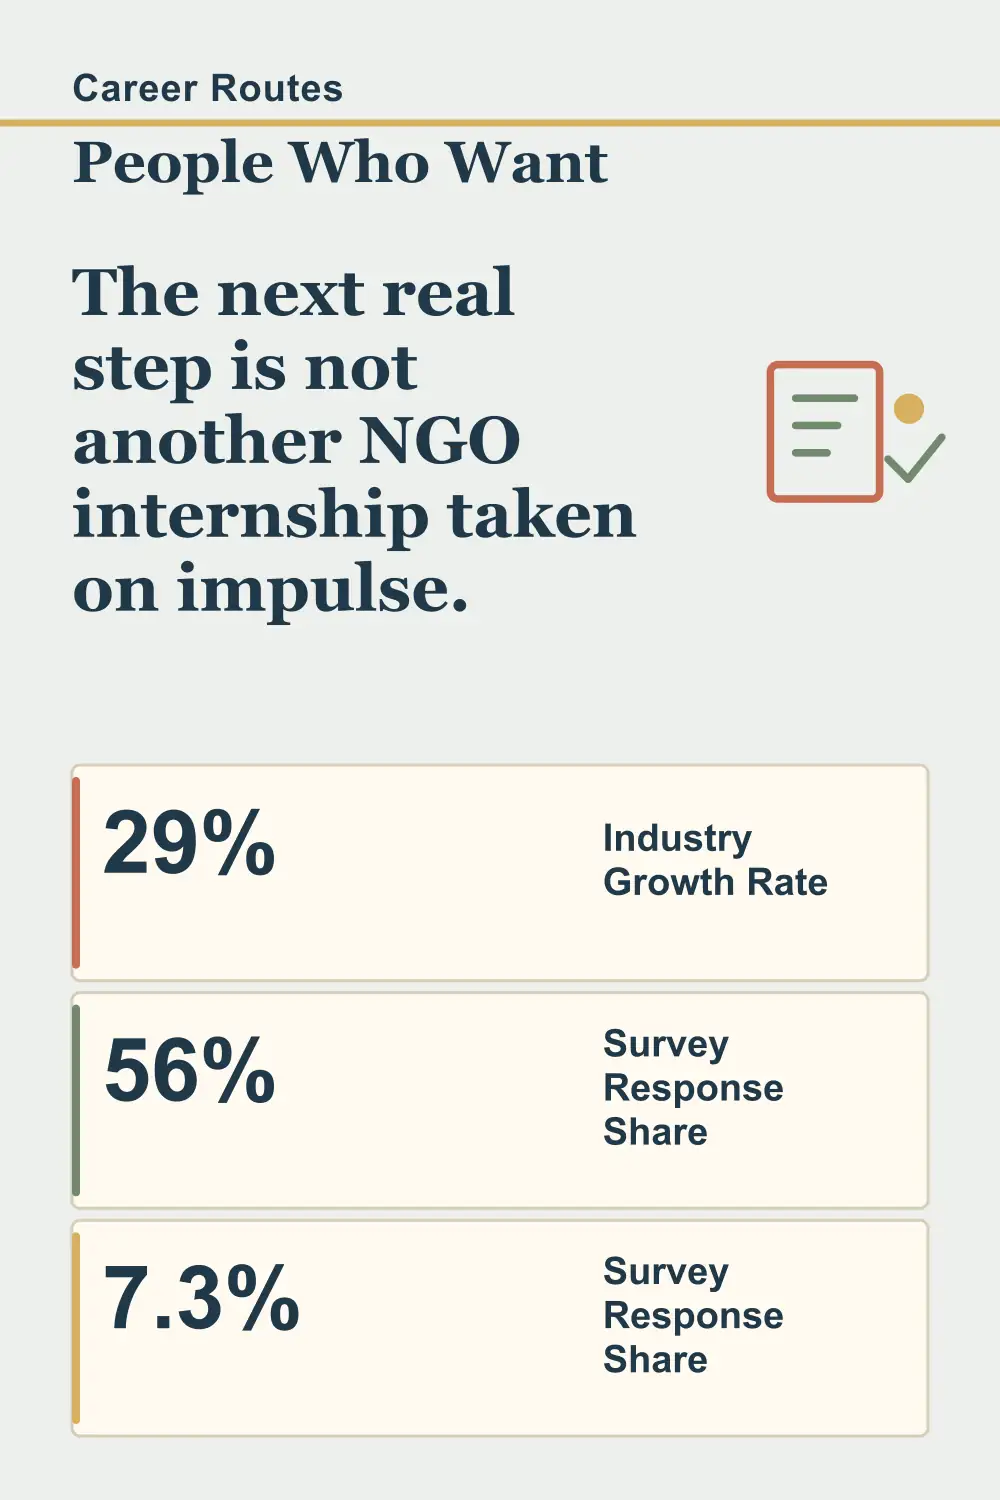 Career Routes
People Who Want
The next real
step is not
another NGO
internship taken
on impulse.
29%
Industry
Growth Rate
56%
Survey
Response
Share
7.3%
Survey
Response
Share